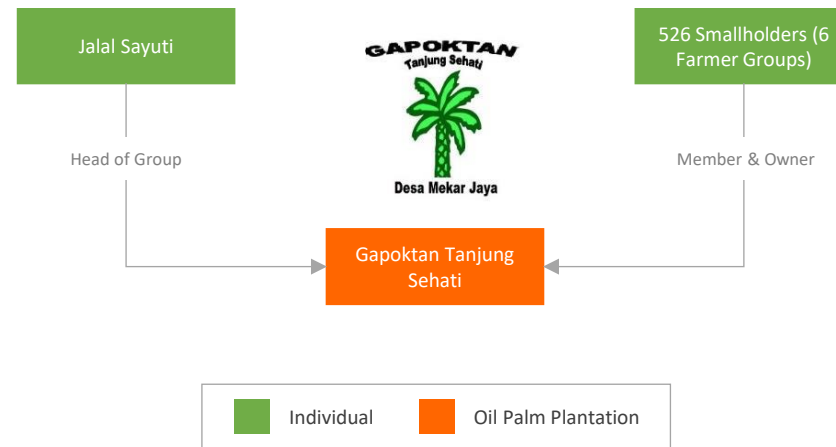 Jalal Sayuti
GAPOKTAN
Tanjung Sehati
Desa Mekar Jaya
526 Smallholders (6
Farmer Groups)
Head of Group
Member & Owner
Gapoktan Tanjung
Sehati
Individual
Oil Palm Plantation